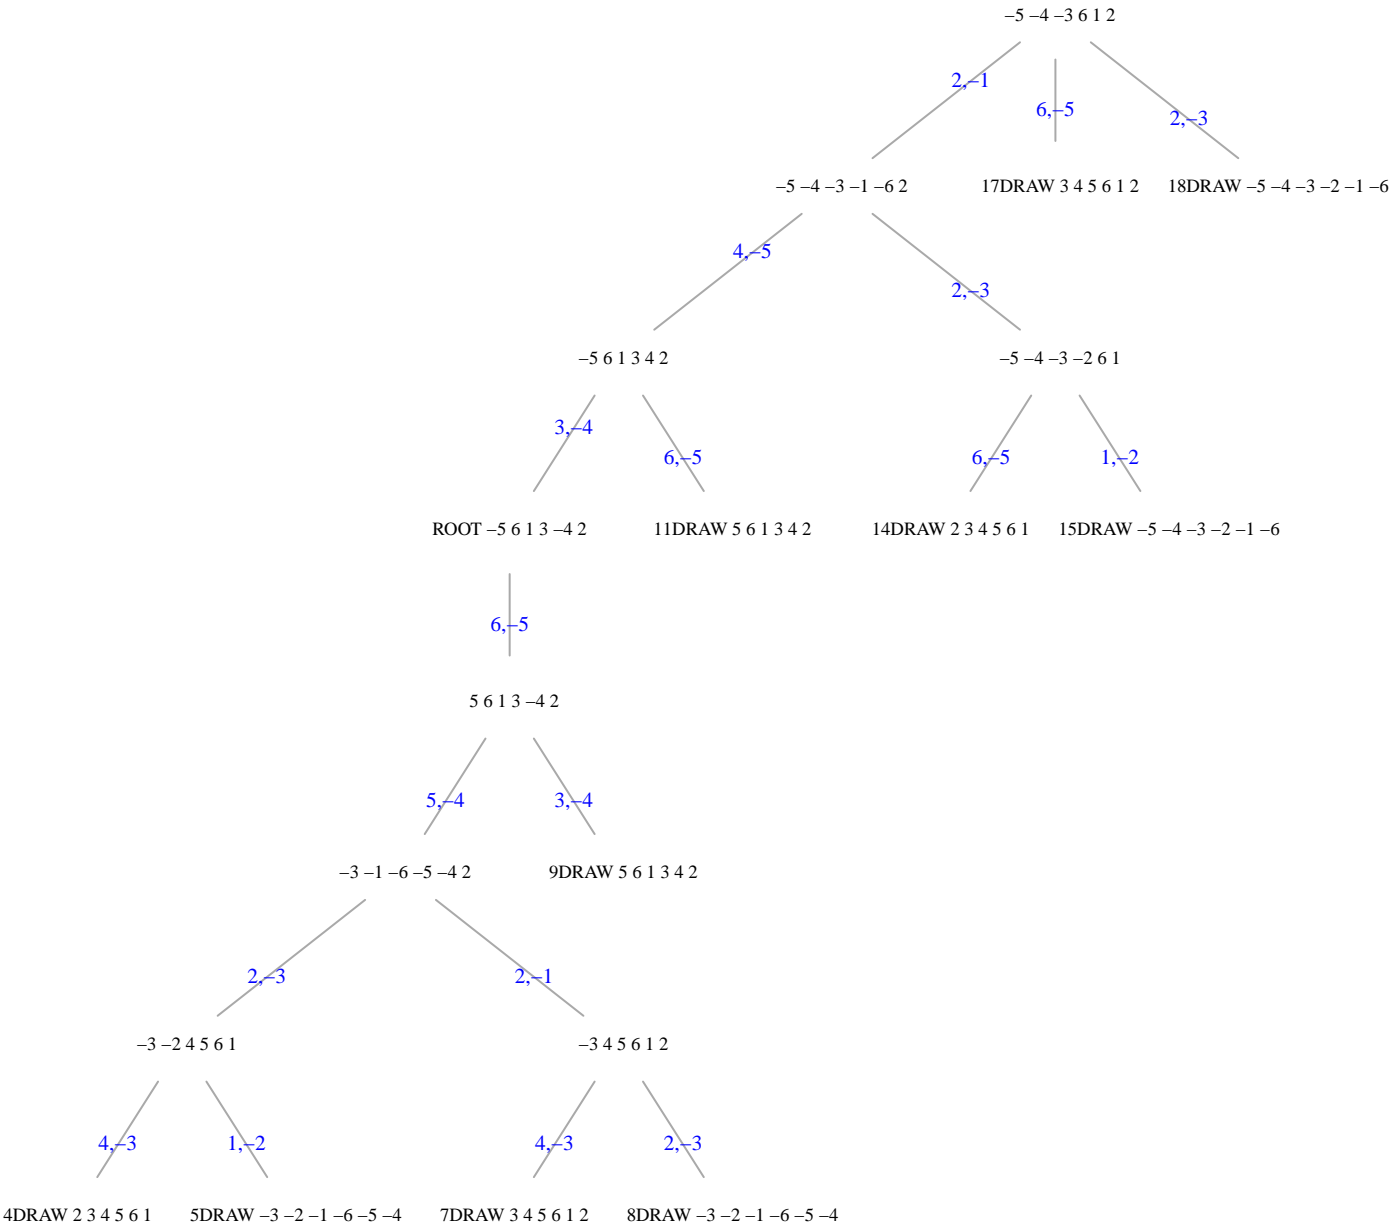 –5 –4 –3 6 1 2
2,–1
6,–5
2,–3
–5 –4 –3 –1 –6 2
17DRAW 3 4 5 6 1 2
18DRAW –5 –4 –3 –2 –1 –6
4,–5
2,–3
–5 6 1 3 4 2
–5 –4 –3 –2 6 1
3,–4
6,–5
6,–5
1,–2
ROOT –5 6 1 3 –4 2
11DRAW 5 6 1 3 4 2
14DRAW 2 3 4 5 6 1
15DRAW –5 –4 –3 –2 –1 –6
6,–5
5 6 1 3 –4 2
5,–4
3,–4
–3 –1 –6 –5 –4 2
9DRAW 5 6 1 3 4 2
2,–3
2,–1
–3 –2 4 5 6 1
–3 4 5 6 1 2
4,–3
1,–2
4,–3
2,–3
4DRAW 2 3 4 5 6 1
5DRAW –3 –2 –1 –6 –5 –4
7DRAW 3 4 5 6 1 2
8DRAW –3 –2 –1 –6 –5 –4